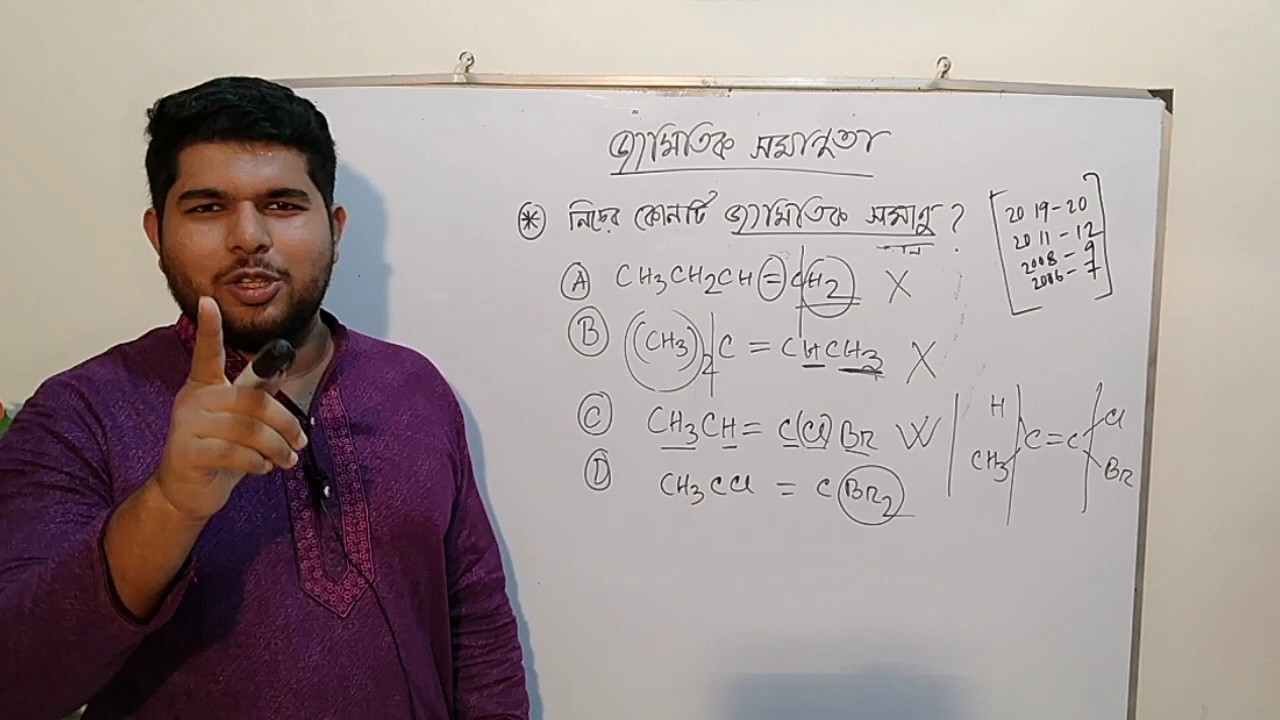 জ্যামিতিক সমানুতা
* নিচের কোনটি জ্যামিতিক সমানু ?
2019-20
2011-12
2008-9
2006-7
A CH3CH2CH=CH2 X
B (CH3)2C = CHCH3 X
C CH3CH= C(Cl)Br W
D CH3CCl = CBr2
H Cl
C=C
CH3 Br